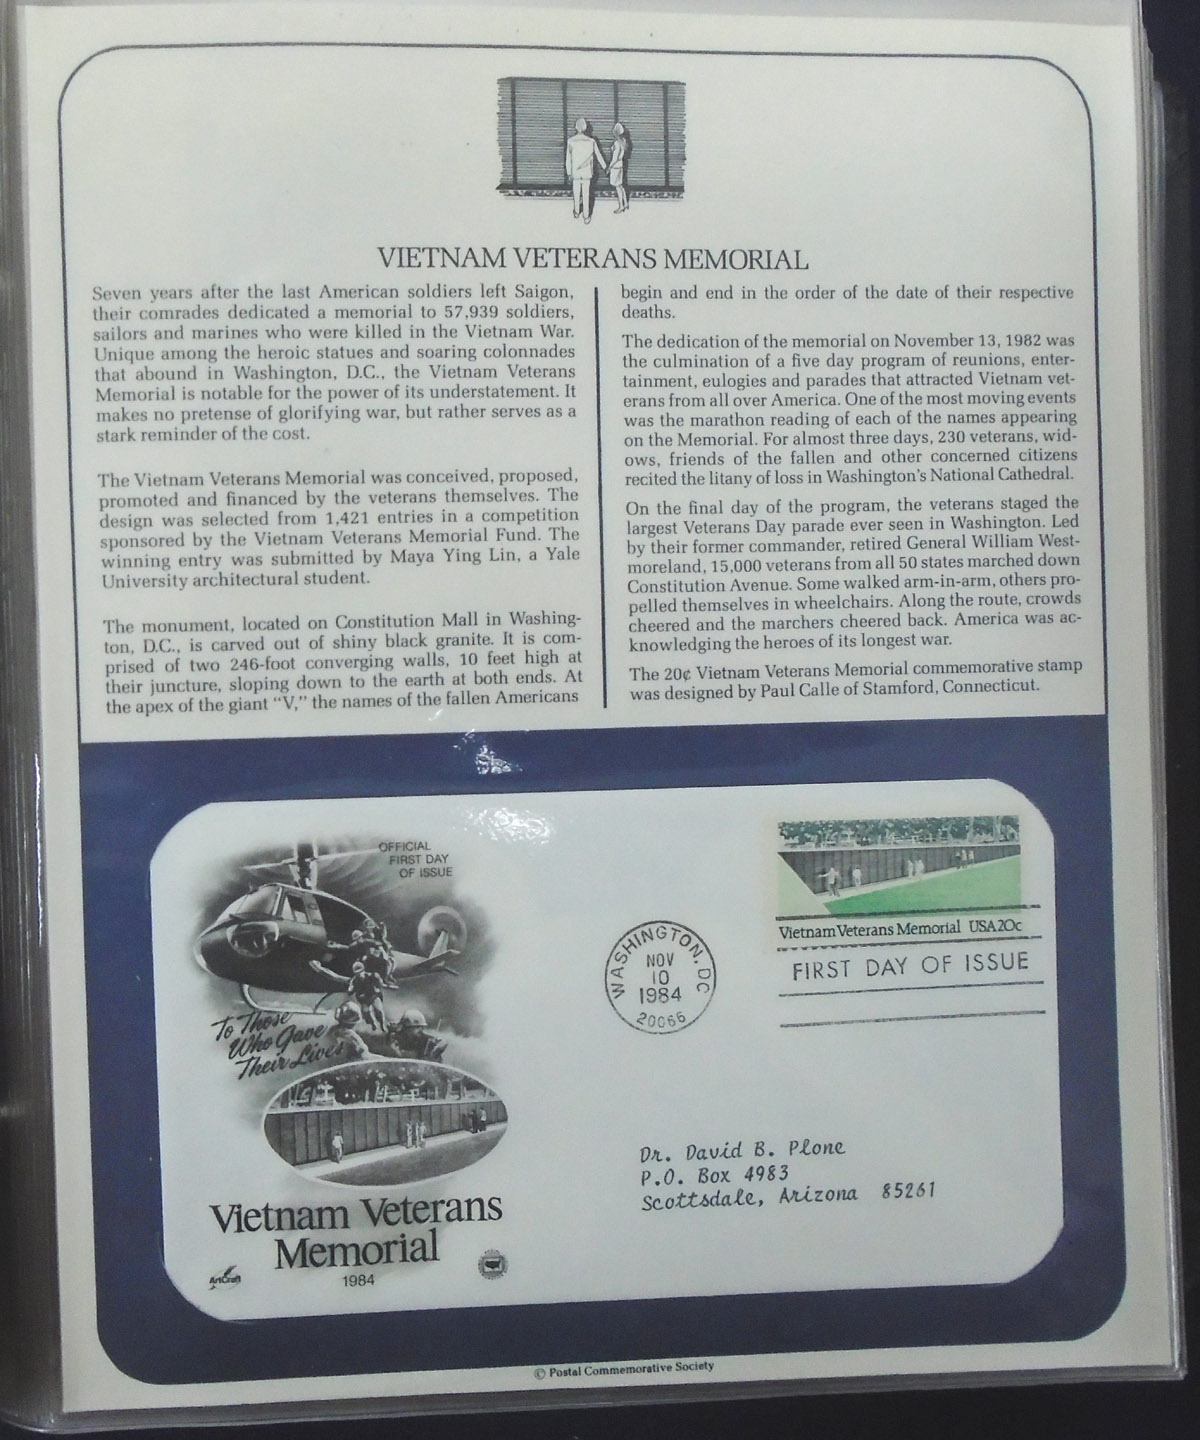 VIETNAM VETERANS MEMORIAL
Seven years after the last American soldiers left Saigon,
their comrades dedicated a memorial to 57,939 soldiers,
sailors and marines who were killed in the Vietnam War.
Unique among the heroic statues and soaring colonnades
that abound in Washington, D.C., the Vietnam Veterans
Memorial is notable for the power of its understatement. It
makes no pretense of glorifying war, but rather serves as a
stark reminder of the cost.
The Vietnam Veterans Memorial was conceived, proposed,
promoted and financed by the veterans themselves. The
design was selected from 1,421 entries in a competition
sponsored by the Vietnam Veterans Memorial Fund. The
winning entry was submitted by Maya Ying Lin, a Yale
University architectural student.
The monument, located on Constitution Mall in Washing-
ton, D.C., is carved out of shiny black granite. It is com-
prised of two 246-foot converging walls, 10 feet high at
their juncture, sloping down to the earth at both ends. At
the apex of the giant "V," the names of the fallen Americans
begin and end in the order of the date of their respective
deaths.
The dedication of the memorial on November 13, 1982 was
the culmination of a five day program of reunions, enter-
tainment, eulogies and parades that attracted Vietnam vet-
erans from all over America. One of the most moving events
was the marathon reading of each of the names appearing
on the Memorial. For almost three days, 230 veterans, wid-
ows, friends of the fallen and other concerned citizens
recited the litany of loss in Washington's National Cathedral.
On the final day of the program, the veterans staged the
largest Veterans Day parade ever seen in Washington. Led
by their former commander, retired General William West-
moreland, 15,000 veterans from all 50 states marched down
Constitution Avenue. Some walked arm-in-arm, others pro-
pelled themselves in wheelchairs. Along the route, crowds
cheered and the marchers cheered back. America was ac-
knowledging the heroes of its longest war.
The 20¢ Vietnam Veterans Memorial commemorative stamp
was designed by Paul Calle of Stamford, Connecticut.
OFFICIAL
FIRST DAY
OF ISSUE
To Those
Who Gave
Their Lives
Vietnam Veterans
Memorial
1984
ArtCraft
WASHINGTON, DC
NOV
10
1984
20066
Vietnam Veterans Memorial USA 20c
FIRST DAY OF ISSUE
Dr. David B. Plone
P.O. Box 4983
Scottsdale, Arizona 85261
© Postal Commemorative Society